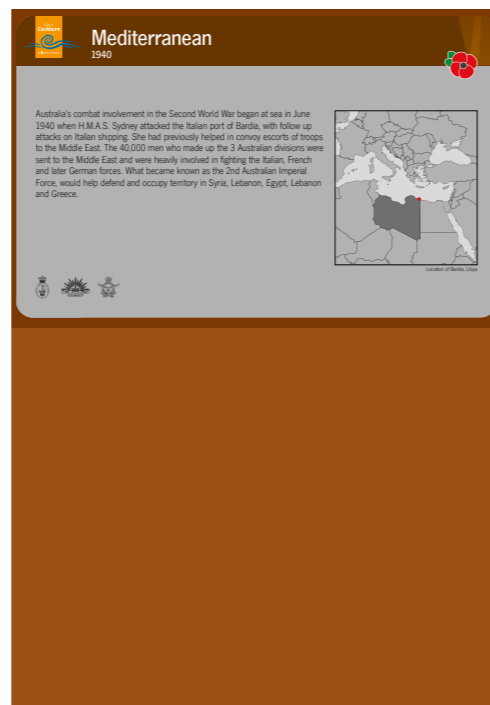 City of
Cockburn
Mediterranean
1940
Australia's combat involvement in the Second World War began at sea in June
1940 when H.M.A.S. Sydney attacked the Italian port of Bardia, with follow up
attacks on Italian shipping. She had previously helped in convoy escorts of troops
to the Middle East. The 40,000 men who made up the 3 Australian divisions were
sent to the Middle East and were heavily involved in fighting the Italian, French
and later German forces. What became known as the 2nd Australian Imperial
Force, would help defend and occupy territory in Syria, Lebanon, Egypt, Lebanon
and Greece.
Location of Bardia, Libya